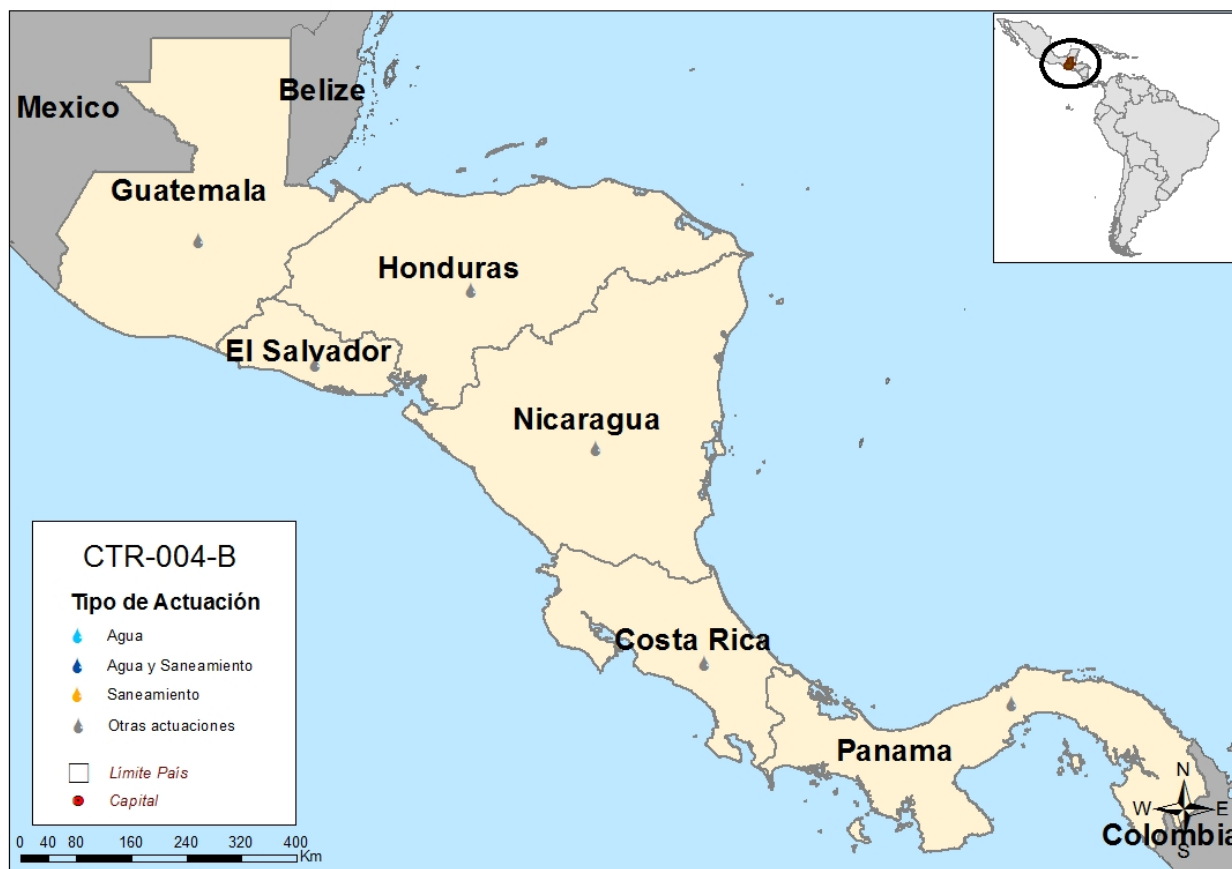 Mexico
Belize
Guatemala
Honduras
El Salvador
Nicaragua
Costa Rica
Panama
Colombia
N
W
E
S
CTR-004-B
Tipo de Actuación
Agua
Agua y Saneamiento
Saneamiento
Otras actuaciones
Límite País
Capital
0 40 80 160 240 320 400
Km